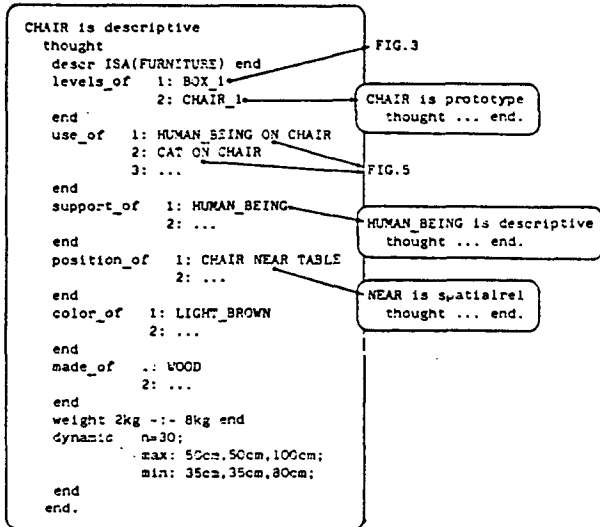 CHAIR is descriptive
thought
descr ISA(FURNITURE) end
levels_of 1: BOX_1
2: CHAIR_1
end
use_of 1: HUMAN_BEING ON CHAIR
2: CAT ON CHAIR
3: ...
end
support_of 1: HUMAN_BEING
2: ...
end
position_of 1: CHAIR NEAR TABLE
2: ...
end
color_of 1: LIGHT_BROWN
2: ...
end
made_of .: WOOD
2: ...
end
weight 2kg -:- 8kg end
dynamic n=30;
max: 50cm,50cm,100cm;
min: 35cm,35cm,80cm;
end
end.
FIG.3
CHAIR is prototype
thought ... end.
FIG.5
HUMAN_BEING is descriptive
thought ... end.
NEAR is spatialrel
thought ... end.